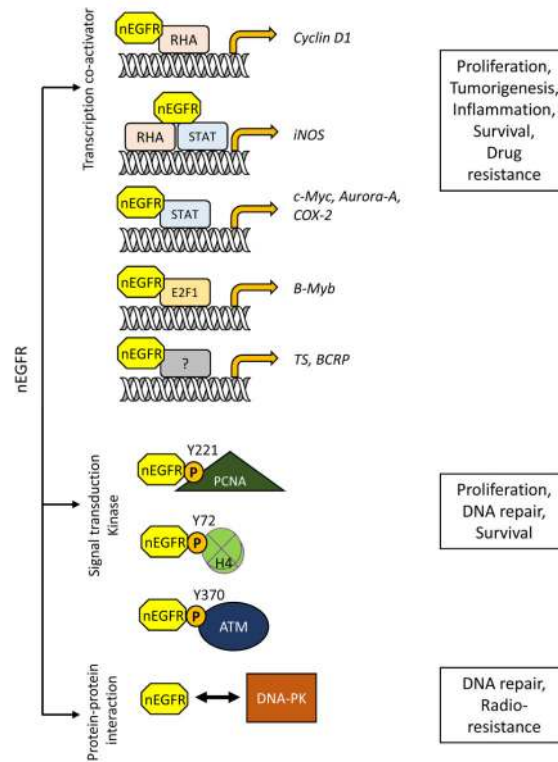 nEGFR
Transcription co-activator
nEGFR
RHA
Cyclin D1
nEGFR
RHA
STAT
iNOS
nEGFR
STAT
c-Myc, Aurora-A,
COX-2
nEGFR
E2F1
B-Myb
nEGFR
?
TS, BCRP
Proliferation,
Tumorigenesis,
Inflammation,
Survival,
Drug
resistance
Signal transduction
Kinase
Y221
nEGFR
P
PCNA
Y72
nEGFR
P
H4
Y370
nEGFR
P
ATM
Proliferation,
DNA repair,
Survival
Protein-protein
interaction
nEGFR
DNA-PK
DNA repair,
Radio-
resistance